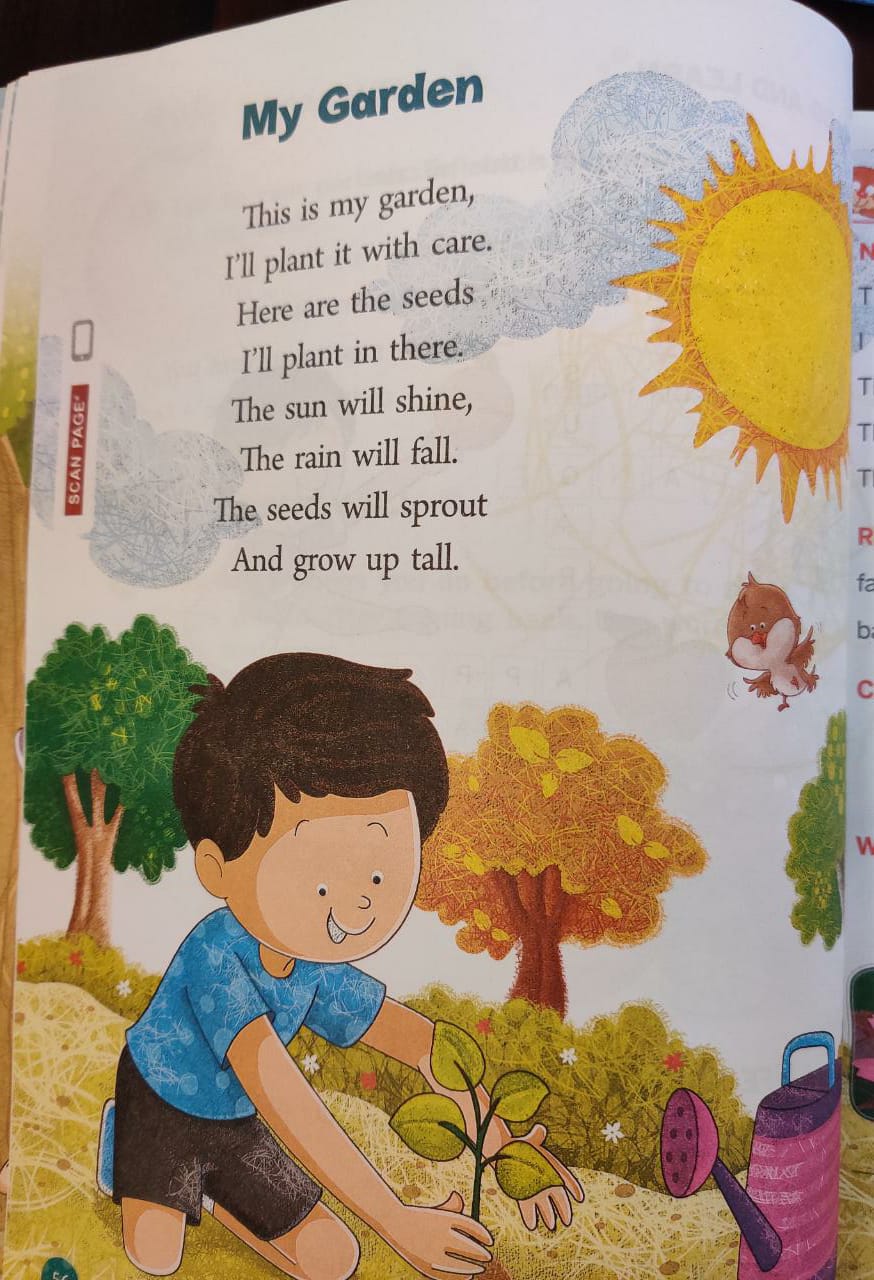 My Garden
This is my garden,
I'll plant it with care.
Here are the seeds
I'll plant in there.
The sun will shine,
The rain will fall.
The seeds will sprout
And grow up tall.
SCAN PAGE